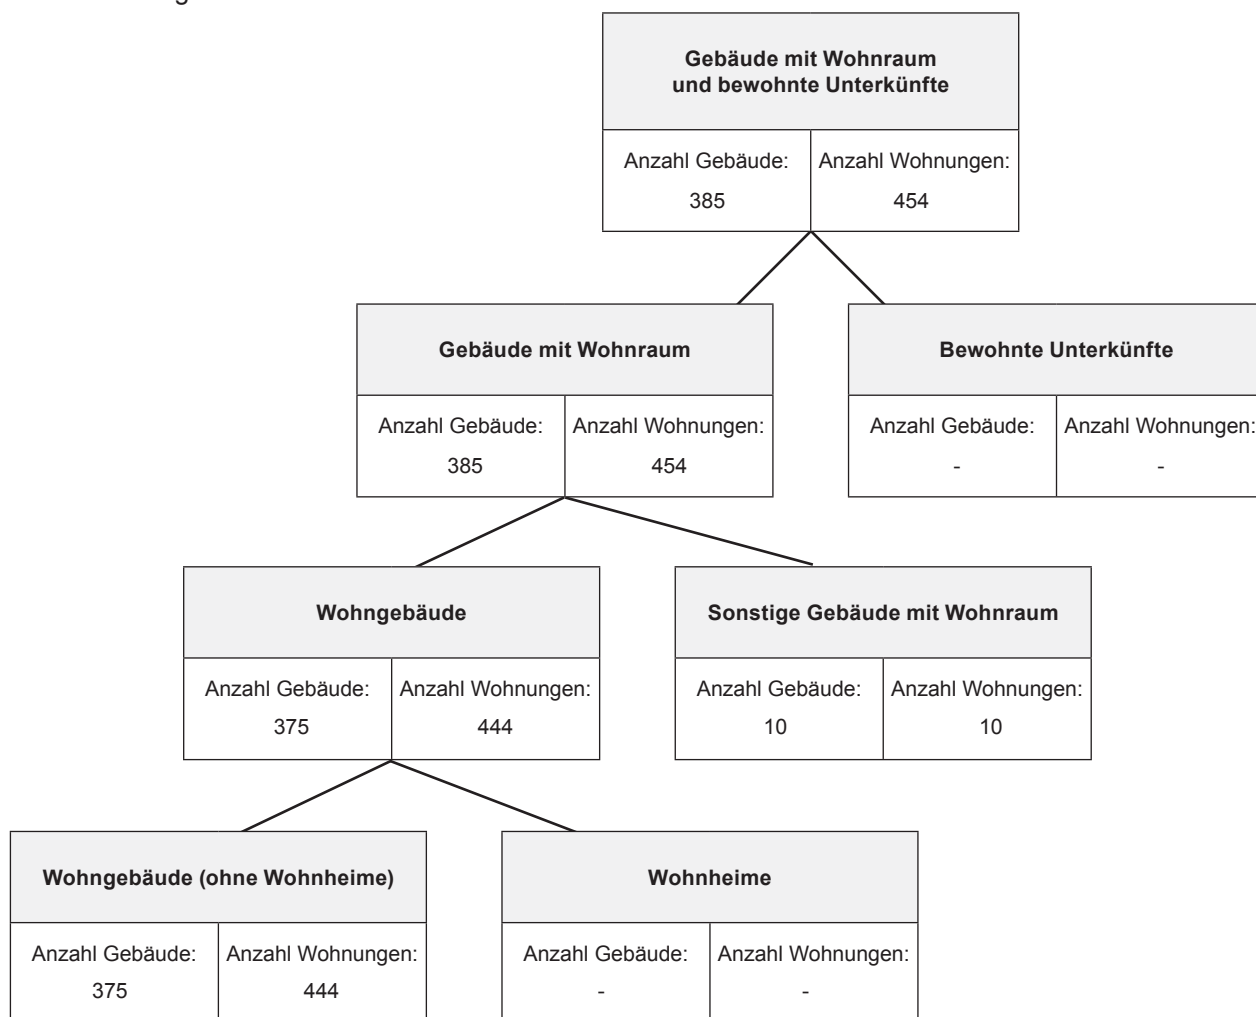 Gebäude mit Wohnraum
und bewohnte Unterkünfte
Anzahl Gebäude: Anzahl Wohnungen:
385 454
Gebäude mit Wohnraum Bewohnte Unterkünfte
Anzahl Gebäude: Anzahl Wohnungen: Anzahl Gebäude: Anzahl Wohnungen:
385 454 - -
Wohngebäude Sonstige Gebäude mit Wohnraum
Anzahl Gebäude: Anzahl Wohnungen: Anzahl Gebäude: Anzahl Wohnungen:
375 444 10 10
Wohngebäude (ohne Wohnheime) Wohnheime
Anzahl Gebäude: Anzahl Wohnungen: Anzahl Gebäude: Anzahl Wohnungen:
375 444 - -